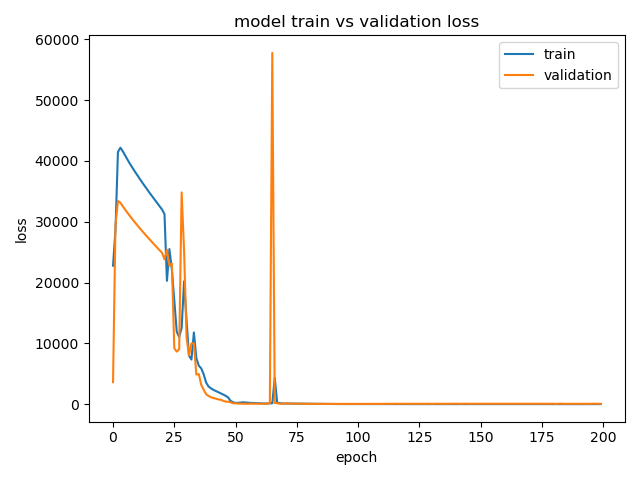 model train vs validation loss
60000
50000
40000
30000
20000
10000
0
loss
train
validation
0 25 50 75 100 125 150 175 200
epoch